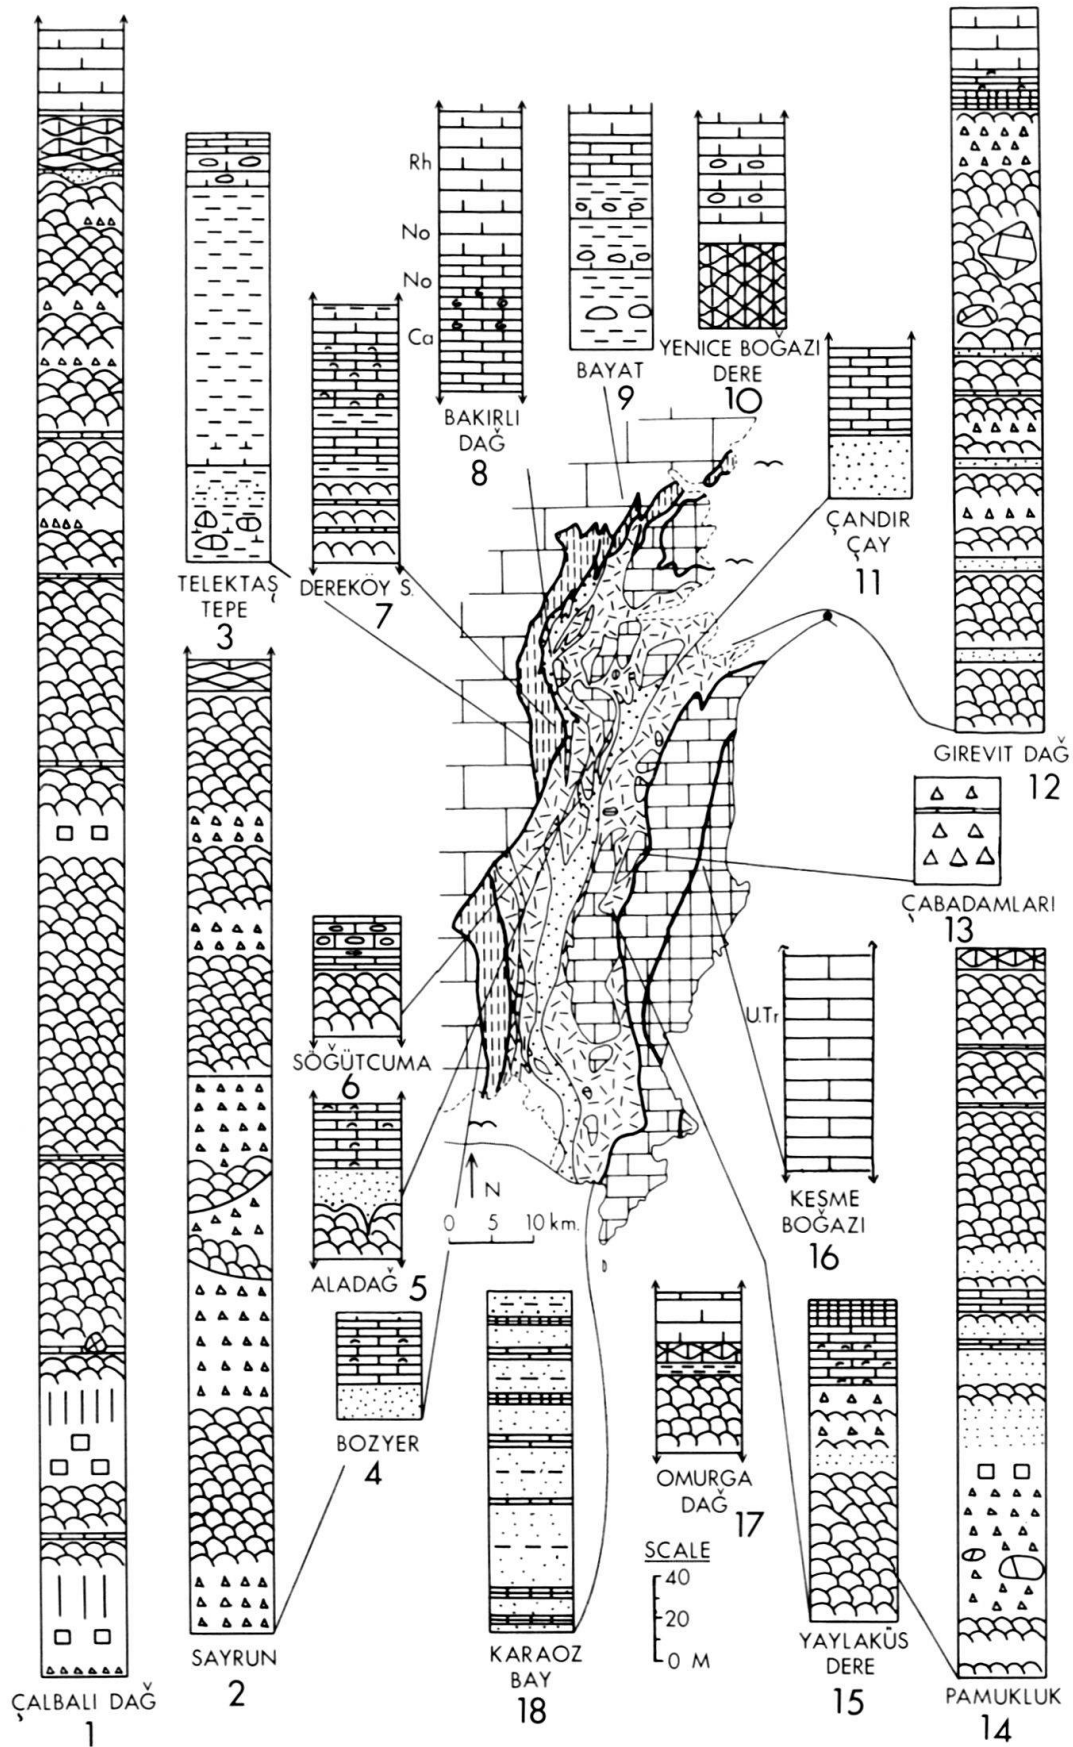 Rh
No
No
Ca
U.Tr
ÇALBALI DAĞ
1
SAYRUN
2
TELEKTAŞ
TEPE
3
BOZYER
4
ALADAĞ 5
SÖĞÜTCUMA
6
DEREKÖY S.
7
BAKIRLI
DAĞ
8
BAYAT
9
YENICE BOĞAZI
DERE
10
ÇANDIR
ÇAY
11
GIREVIT DAĞ
12
ÇABADAMLARI
13
PAMUKLUK
14
YAYLAKÜS
DERE
15
KESME
BOĞAZI
16
OMURGA
DAĞ 17
KARAOZ
BAY
18
N
0 5 10 km.
SCALE
40
20
0 M